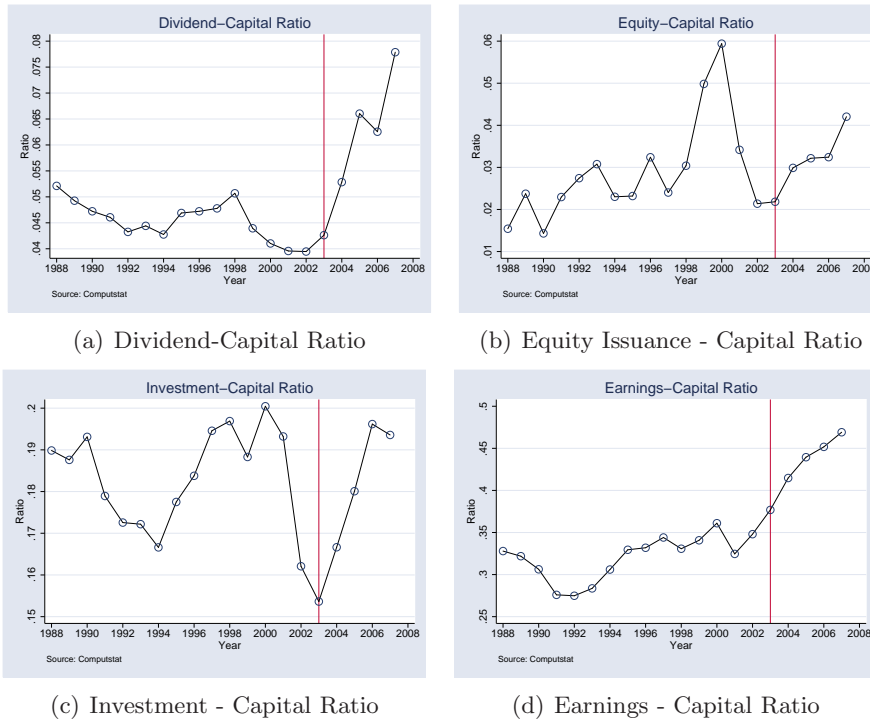 Dividend−Capital Ratio
.08
.075
.07
.065
.06
.055
.05
.045
.04
Ratio
1988 1990 1992 1994 1996 1998 2000 2002 2004 2006 2008
Year
Source: Computstat
(a) Dividend-Capital Ratio
Equity−Capital Ratio
.06
.05
.04
.03
.02
.01
Ratio
1988 1990 1992 1994 1996 1998 2000 2002 2004 2006 200
Year
Source: Computstat
(b) Equity Issuance - Capital Ratio
Investment−Capital Ratio
.2
.19
.18
.17
.16
.15
Ratio
1988 1990 1992 1994 1996 1998 2000 2002 2004 2006 2008
Year
Source: Computstat
(c) Investment - Capital Ratio
Earnings−Capital Ratio
.5
.45
.4
.35
.3
.25
Ratio
1988 1990 1992 1994 1996 1998 2000 2002 2004 2006 2008
Year
Source: Computstat
(d) Earnings - Capital Ratio